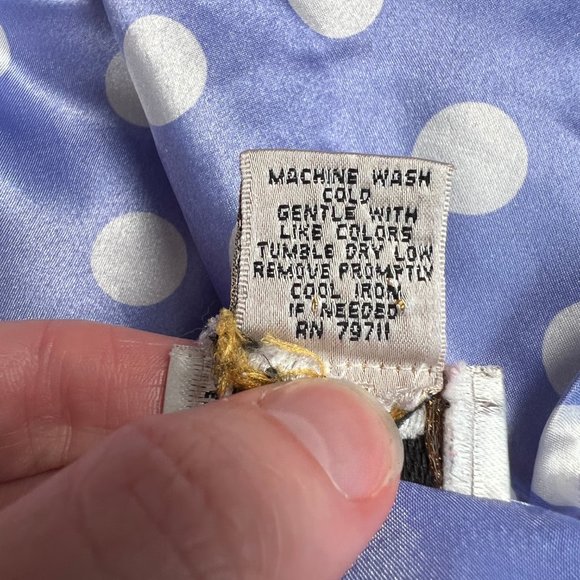 MACHINE WASH
COLD
GENTLE WITH
LIKE COLORS
TUMBLE DRY LOW
REMOVE PROMPTLY
COOL IRON
IF NEEDED
RN 79711